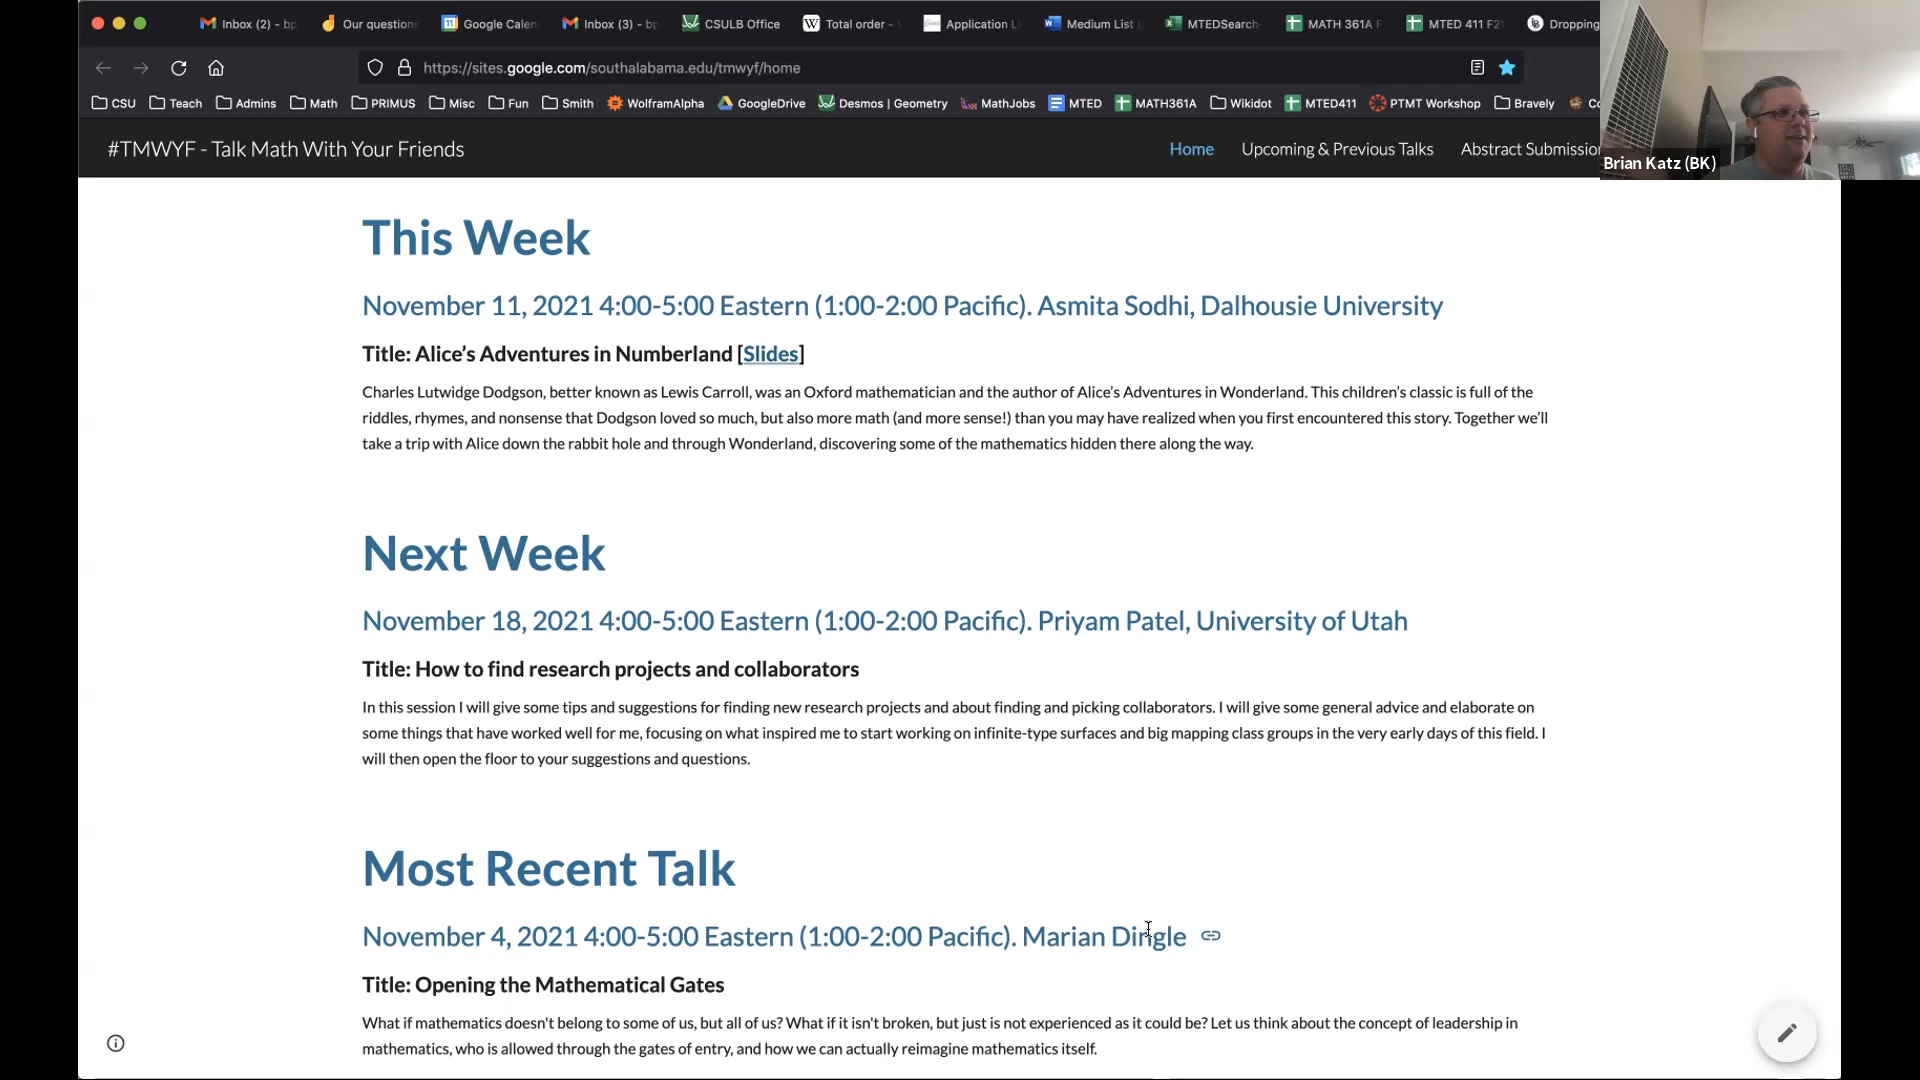 Inbox (2) - bp
Our question
Google Calen
Inbox (3) - bp
CSULB Office
Total order -
Application Li
Medium List (
MTEDSearch
MATH 361A F
MTED 411 F2
Dropping
https://sites.google.com/southalabama.edu/tmwyf/home
CSU Teach Admins Math PRIMUS Misc Fun Smith WolframAlpha GoogleDrive Desmos | Geometry MathJobs MTED MATH361A Wikidot MTED411 PTMT Workshop Bravely
Brian Katz (BK)
#TMWYF - Talk Math With Your Friends
Home Upcoming & Previous Talks Abstract Submission
This Week
November 11, 2021 4:00-5:00 Eastern (1:00-2:00 Pacific). Asmita Sodhi, Dalhousie University
Title: Alice’s Adventures in Numberland [Slides]
Charles Lutwidge Dodgson, better known as Lewis Carroll, was an Oxford mathematician and the author of Alice’s Adventures in Wonderland. This children’s classic is full of the
riddles, rhymes, and nonsense that Dodgson loved so much, but also more math (and more sense!) than you may have realized when you first encountered this story. Together we’ll
take a trip with Alice down the rabbit hole and through Wonderland, discovering some of the mathematics hidden there along the way.
Next Week
November 18, 2021 4:00-5:00 Eastern (1:00-2:00 Pacific). Priyam Patel, University of Utah
Title: How to find research projects and collaborators
In this session I will give some tips and suggestions for finding new research projects and about finding and picking collaborators. I will give some general advice and elaborate on
some things that have worked well for me, focusing on what inspired me to start working on infinite-type surfaces and big mapping class groups in the very early days of this field. I
will then open the floor to your suggestions and questions.
Most Recent Talk
November 4, 2021 4:00-5:00 Eastern (1:00-2:00 Pacific). Marian Dingle
Title: Opening the Mathematical Gates
What if mathematics doesn't belong to some of us, but all of us? What if it isn't broken, but just is not experienced as it could be? Let us think about the concept of leadership in
mathematics, who is allowed through the gates of entry, and how we can actually reimagine mathematics itself.